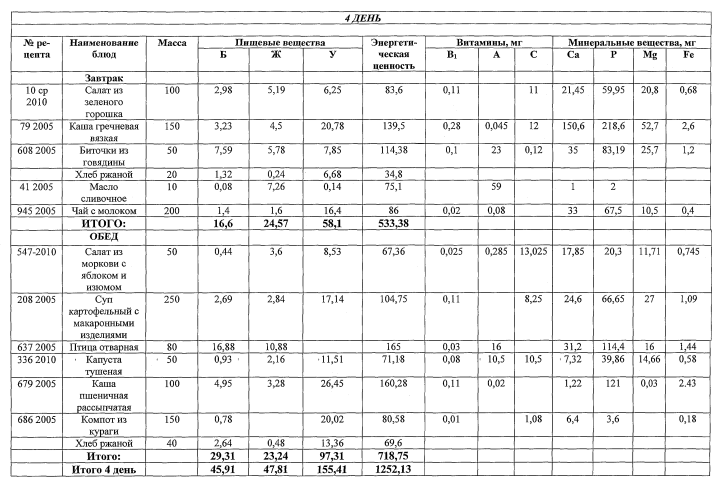 4 ДЕНЬ
№ ре- Наименование Масса Пищевые вещества Энергети- Витамины, мг Минеральные вещества, мг
цепта блюд Б Ж У ческая B1 А С Ca P Mg Fe
ценность
Завтрак
10 ср Салат из 100 2,98 5,19 6,25 83,6 0,11 11 21,45 59,95 20,8 0,68
2010 зеленого
горошка
79 2005 Каша гречневая 150 3,23 4,5 20,78 139,5 0,28 0,045 12 150,6 218,6 52,7 2,6
вязкая
608 2005 Биточки из 50 7,59 5,78 7,85 114,38 0,1 23 0,12 35 83,19 25,7 1,2
говядины
Хлеб ржаной 20 1,32 0,24 6,68 34,8
41 2005 Масло 10 0,08 7,26 0,14 75,1 59 1 2
сливочное
945 2005 Чай с молоком 200 1,4 1,6 16,4 86 0,02 0,08 33 67,5 10,5 0,4
ИТОГО: 16,6 24,57 58,1 533,38
ОБЕД
547-2010 Салат из 50 0,44 3,6 8,53 67,36 0,025 0,285 13,025 17,85 20,3 11,71 0,745
моркови с
яблоком и
изюмом
208 2005 Суп 250 2,69 2,84 17,14 104,75 0,11 8,25 24,6 66,65 27 1,09
картофельный с
макаронными
изделиями
637 2005 Птица отварная 80 16,88 10,88 165 0,03 16 31,2 114,4 16 1,44
336 2010 Капуста 50 0,93 2,16 11,51 71,18 0,08 10,5 10,5 7,32 39,86 14,66 0,58
тушеная
679 2005 Каша 100 4,95 3,28 26,45 160,28 0,11 0,02 1,22 121 0,03 2.43
пшеничная
рассыпчатая
686 2005 Компот из 150 0,78 20,02 80,58 0,01 1,08 6,4 3,6 0,18
кураги
Хлеб ржаной 40 2,64 0,48 13,36 69,6
Итого: 29,31 23,24 97,31 718,75
Итого 4 день 45,91 47,81 155,41 1252,13